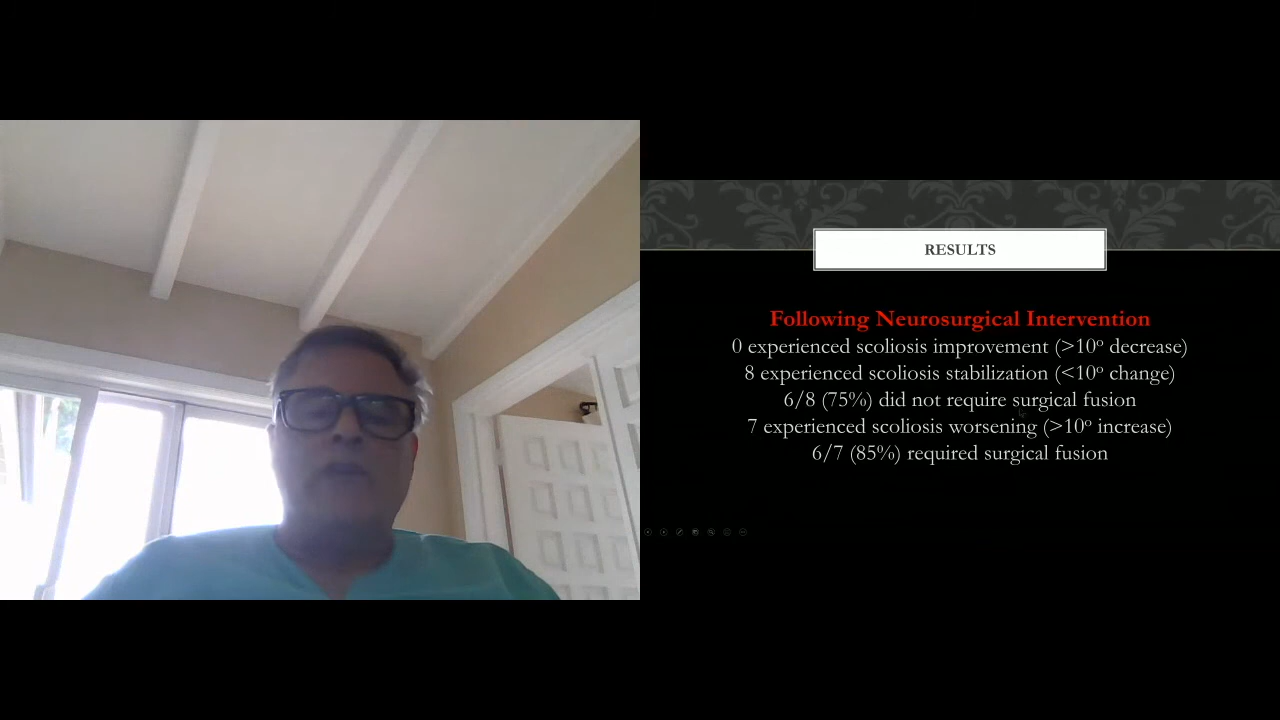 RESULTS
Following Neurosurgical Intervention
0 experienced scoliosis improvement (>10º decrease)
8 experienced scoliosis stabilization (<10º change)
6/8 (75%) did not require surgical fusion
7 experienced scoliosis worsening (>10º increase)
6/7 (85%) required surgical fusion